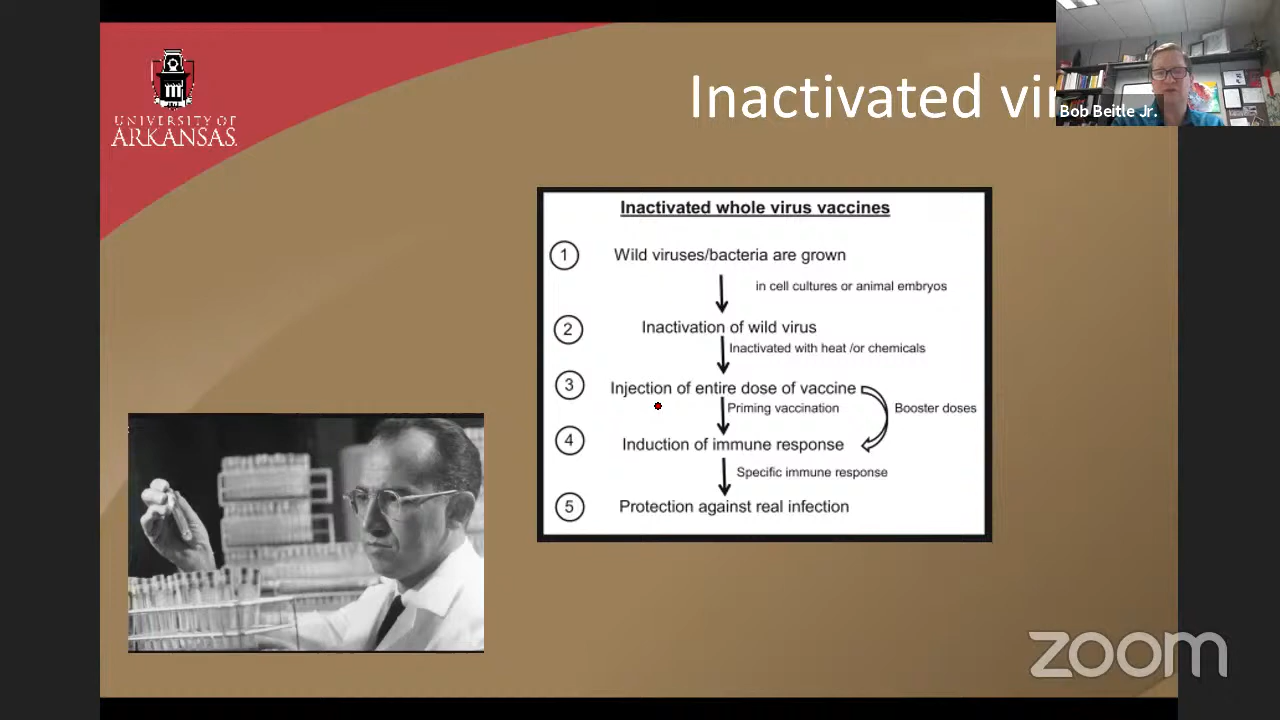 UNIVERSITY OF
ARKANSAS.
Inactivated
Bob Beitle Jr.
Inactivated whole virus vaccines
1 Wild viruses/bacteria are grown
in cell cultures or animal embryos
2 Inactivation of wild virus
Inactivated with heat /or chemicals
3 Injection of entire dose of vaccine
Priming vaccination
Booster doses
4 Induction of immune response
Specific immune response
5 Protection against real infection
zoom